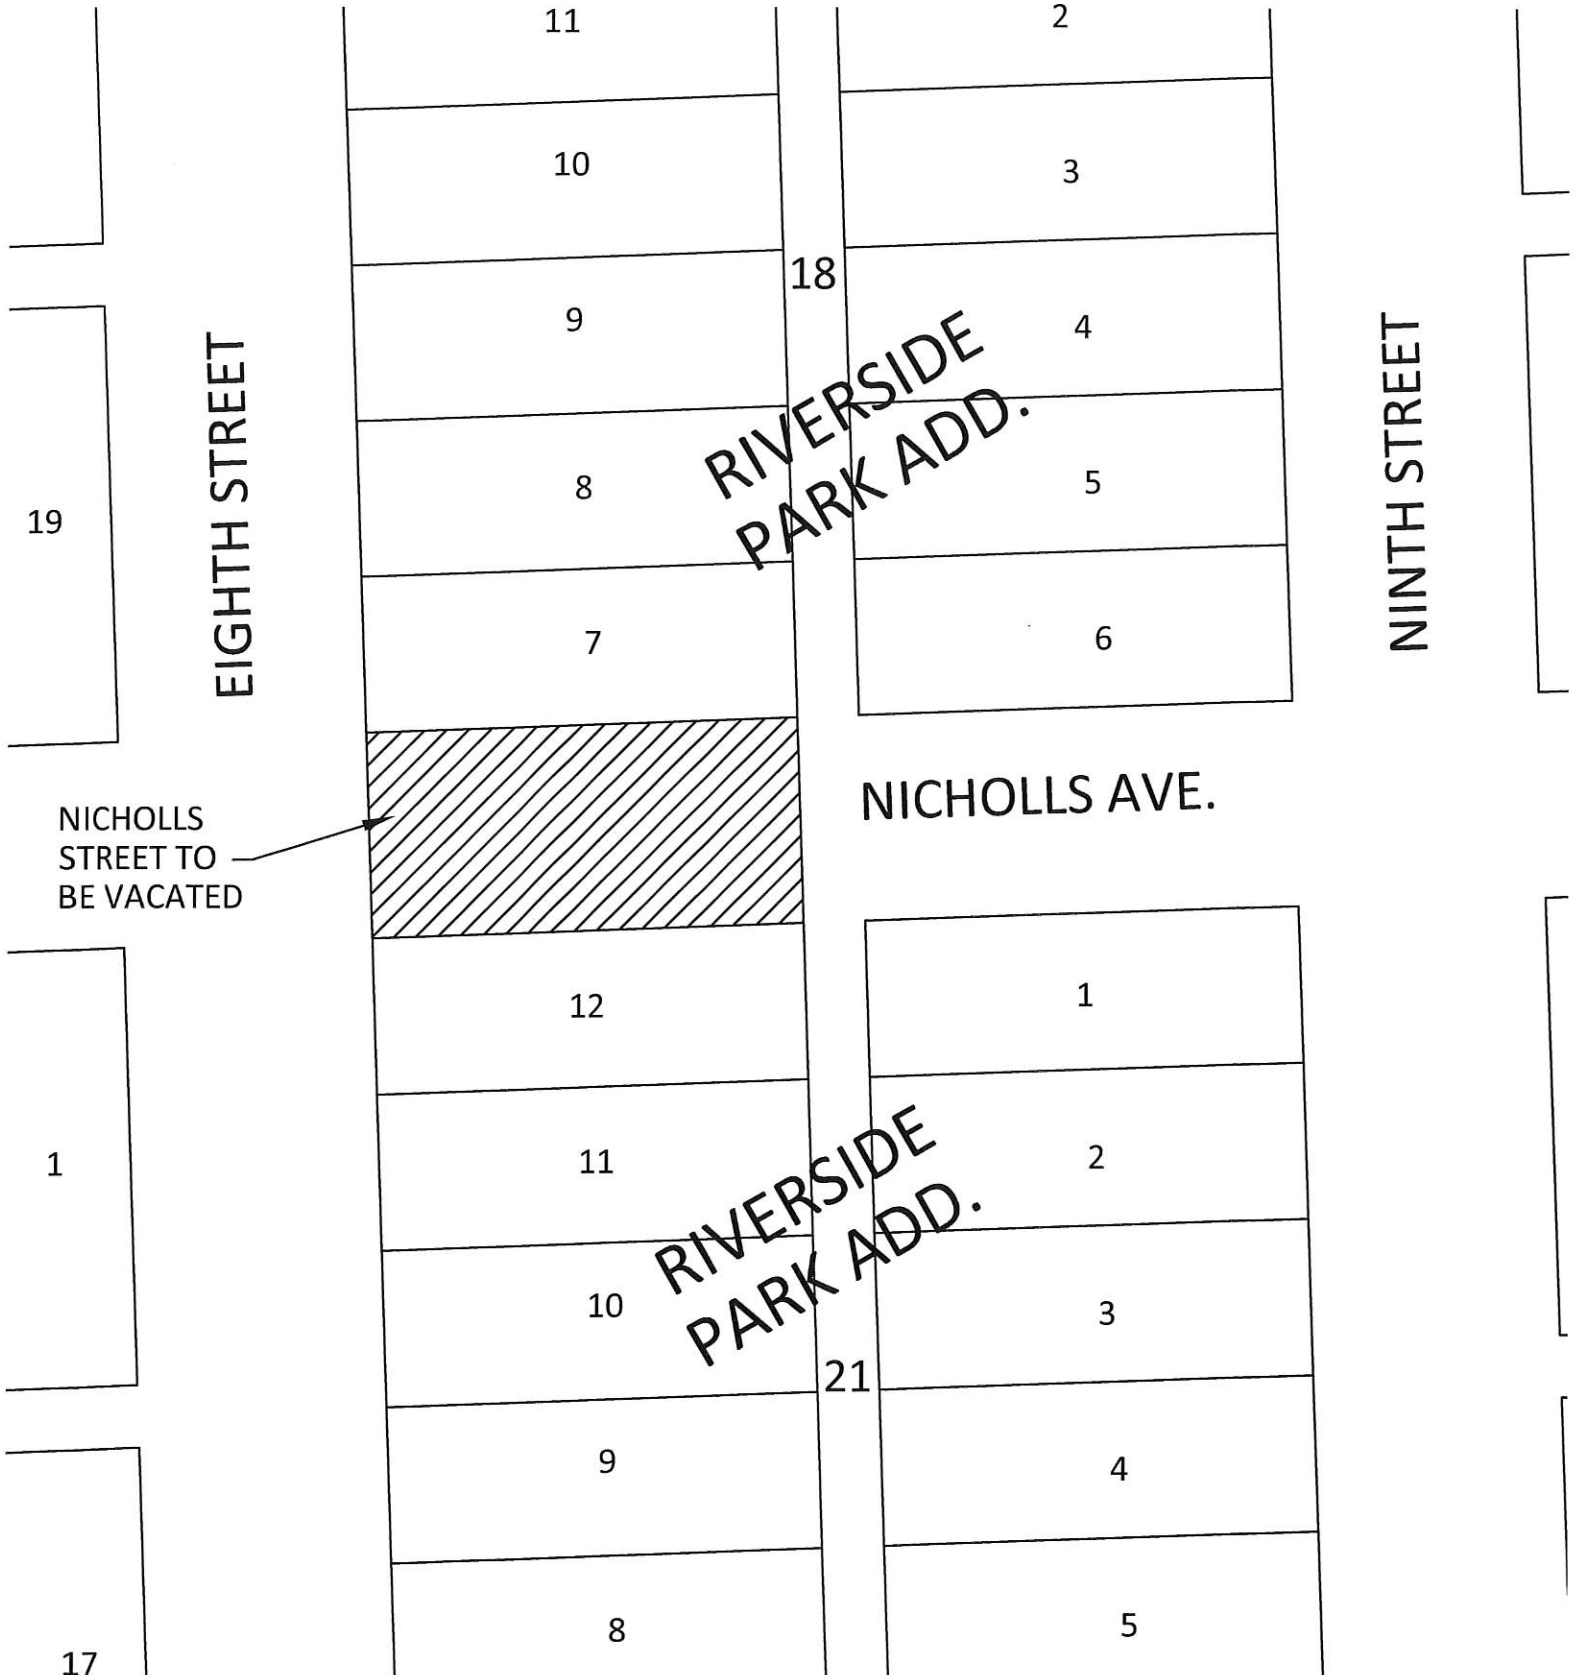 11
2
10
3
18
9
4
RIVERSIDE
PARK ADD.
EIGHTH STREET
NINTH STREET
19
8
5
7
6
NICHOLLS AVE.
NICHOLLS
STREET TO
BE VACATED
12
1
1
11
2
RIVERSIDE
PARK ADD.
10
3
21
9
4
8
5
17